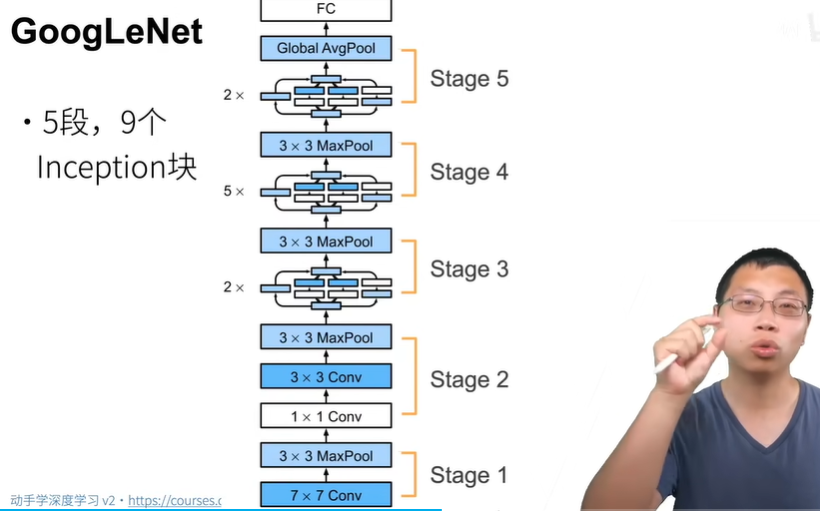 GoogLeNet
• 5段，9个
Inception块
FC
Global AvgPool
2 ×
Stage 5
3 × 3 MaxPool
5 ×
Stage 4
3 × 3 MaxPool
2 ×
Stage 3
3 × 3 MaxPool
3 × 3 Conv
1 × 1 Conv
Stage 2
3 × 3 MaxPool
7 × 7 Conv
Stage 1
动手学深度学习 v2 • https://courses.c